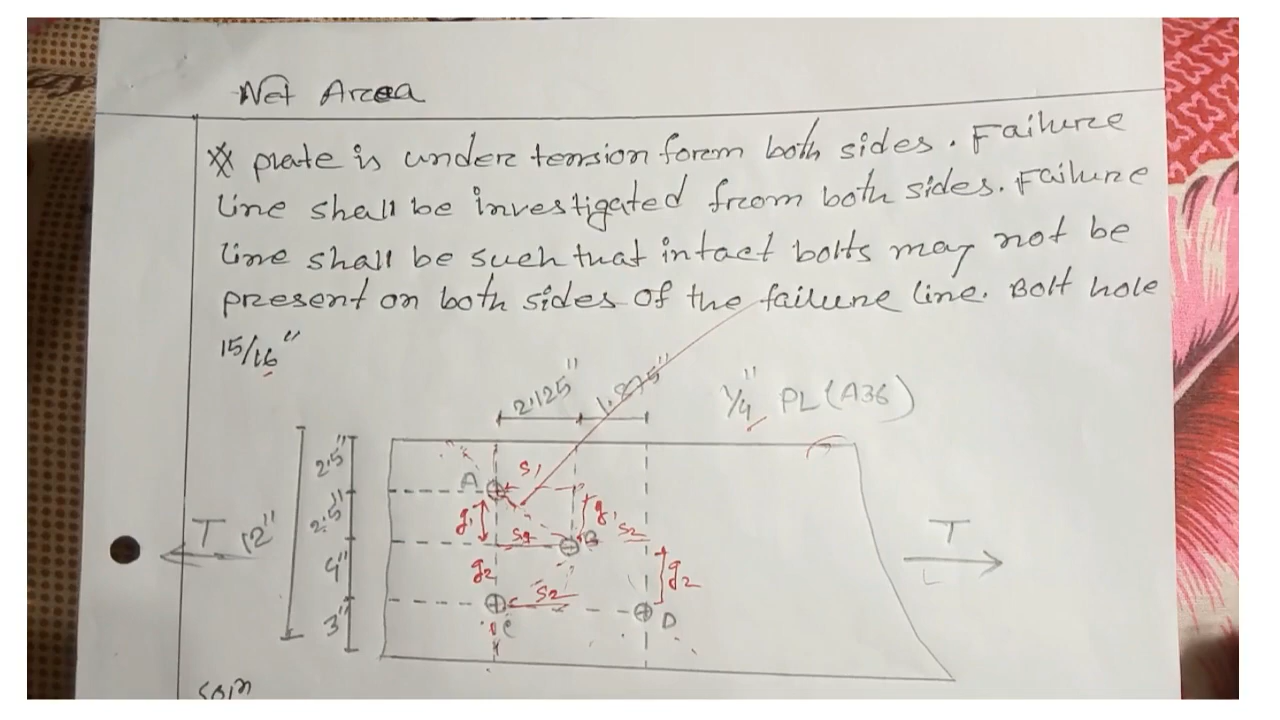 Net Area
※ plate is under tension form both sides. Failure
line shall be investigated from both sides. Failure
line shall be such that intact bolts may not be
present on both sides of the failure line. Bolt hole
15/16"
2.125" 1.875" 1/4" PL (A36)
2.5"
A S1
2.5" g1 g1 S2
T 12" S1 B T
4" g2 S2 g2
3" C D